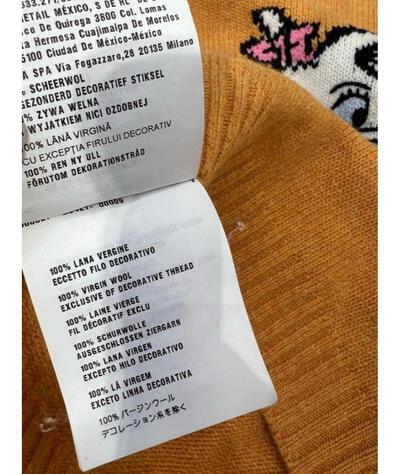 ETAIL MÉXICO, S DE RL DE
DE QUIROGA 3800 COL.
HERMOSA CUAJIMALPA DE MORELOS
5100 CIUDAD DE MÉXICO-MÉXICO
SPA VIA FOGAZZARO,28 20135 MILANO
SCHEERWOL
GEZONDERD DECORATIEF STIKSEL
% ŻYWA WEŁNA
WYJĄTKIEM NICI OZDOBNEJ
100% LÂNĂ VIRGINĂ
CU EXCEPȚIA FIRULUI DECORATIV
100% REN NY ULL
FÖRUTOM DEKORATIONSTRÅD
100% LANA VERGINE
ECCETTO FILO DECORATIVO
100% VIRGIN WOOL
EXCLUSIVE OF DECORATIVE THREAD
100% LAINE VIERGE
FIL DÉCORATIF EXCLU
100% SCHURWOLLE
AUSGESCHLOSSEN ZIERGARN
100% LANA VIRGEN
EXCEPTO HILO DECORATIVO
100% LÃ VIRGEM
EXCETO LINHA DECORATIVA
100% バージンウール
デコレーション糸を除く